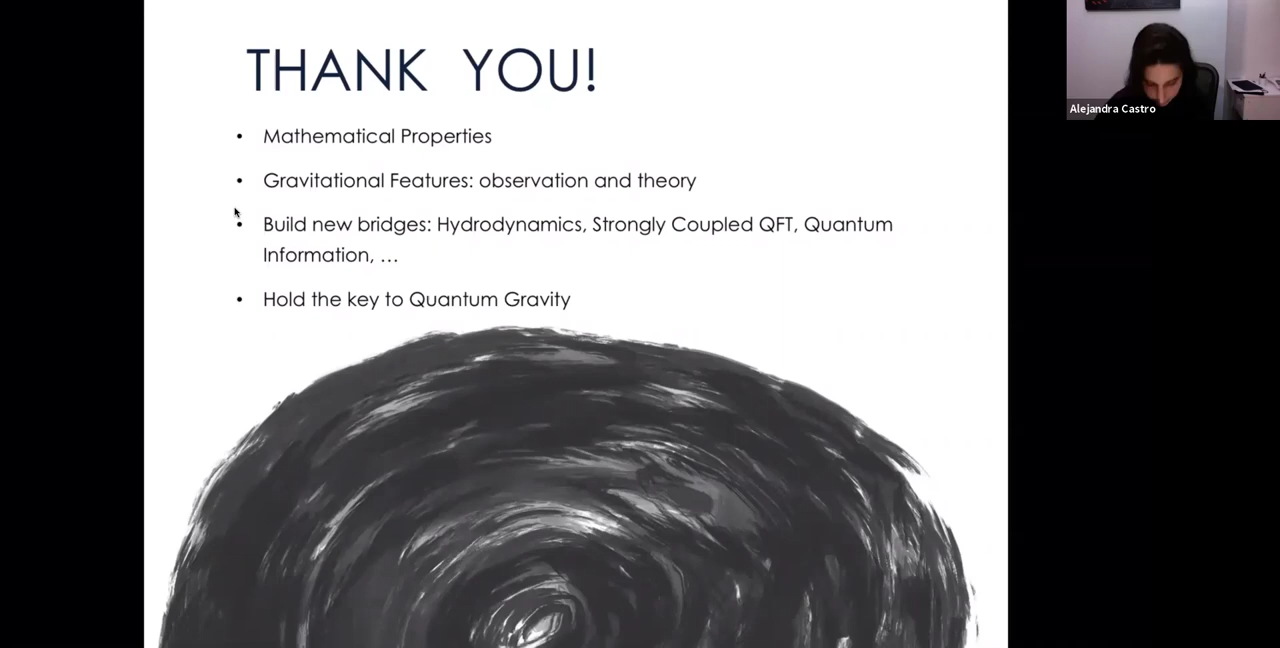 THANK YOU!
• Mathematical Properties
• Gravitational Features: observation and theory
• Build new bridges: Hydrodynamics, Strongly Coupled QFT, Quantum
Information, …
• Hold the key to Quantum Gravity
Alejandra Castro